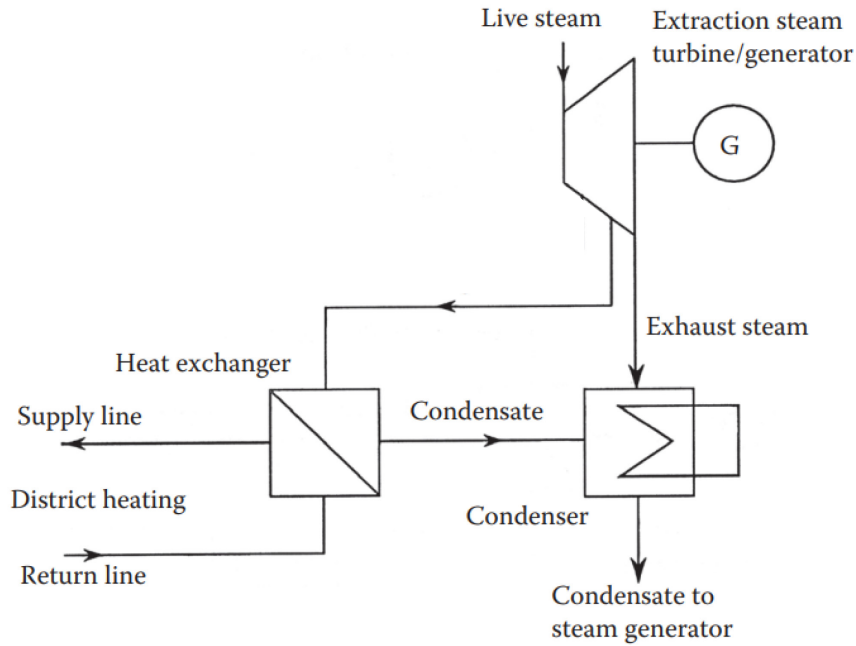 Live steam
Extraction steam
turbine/generator
G
Exhaust steam
Heat exchanger
Supply line
Condensate
District heating
Condenser
Return line
Condensate to
steam generator